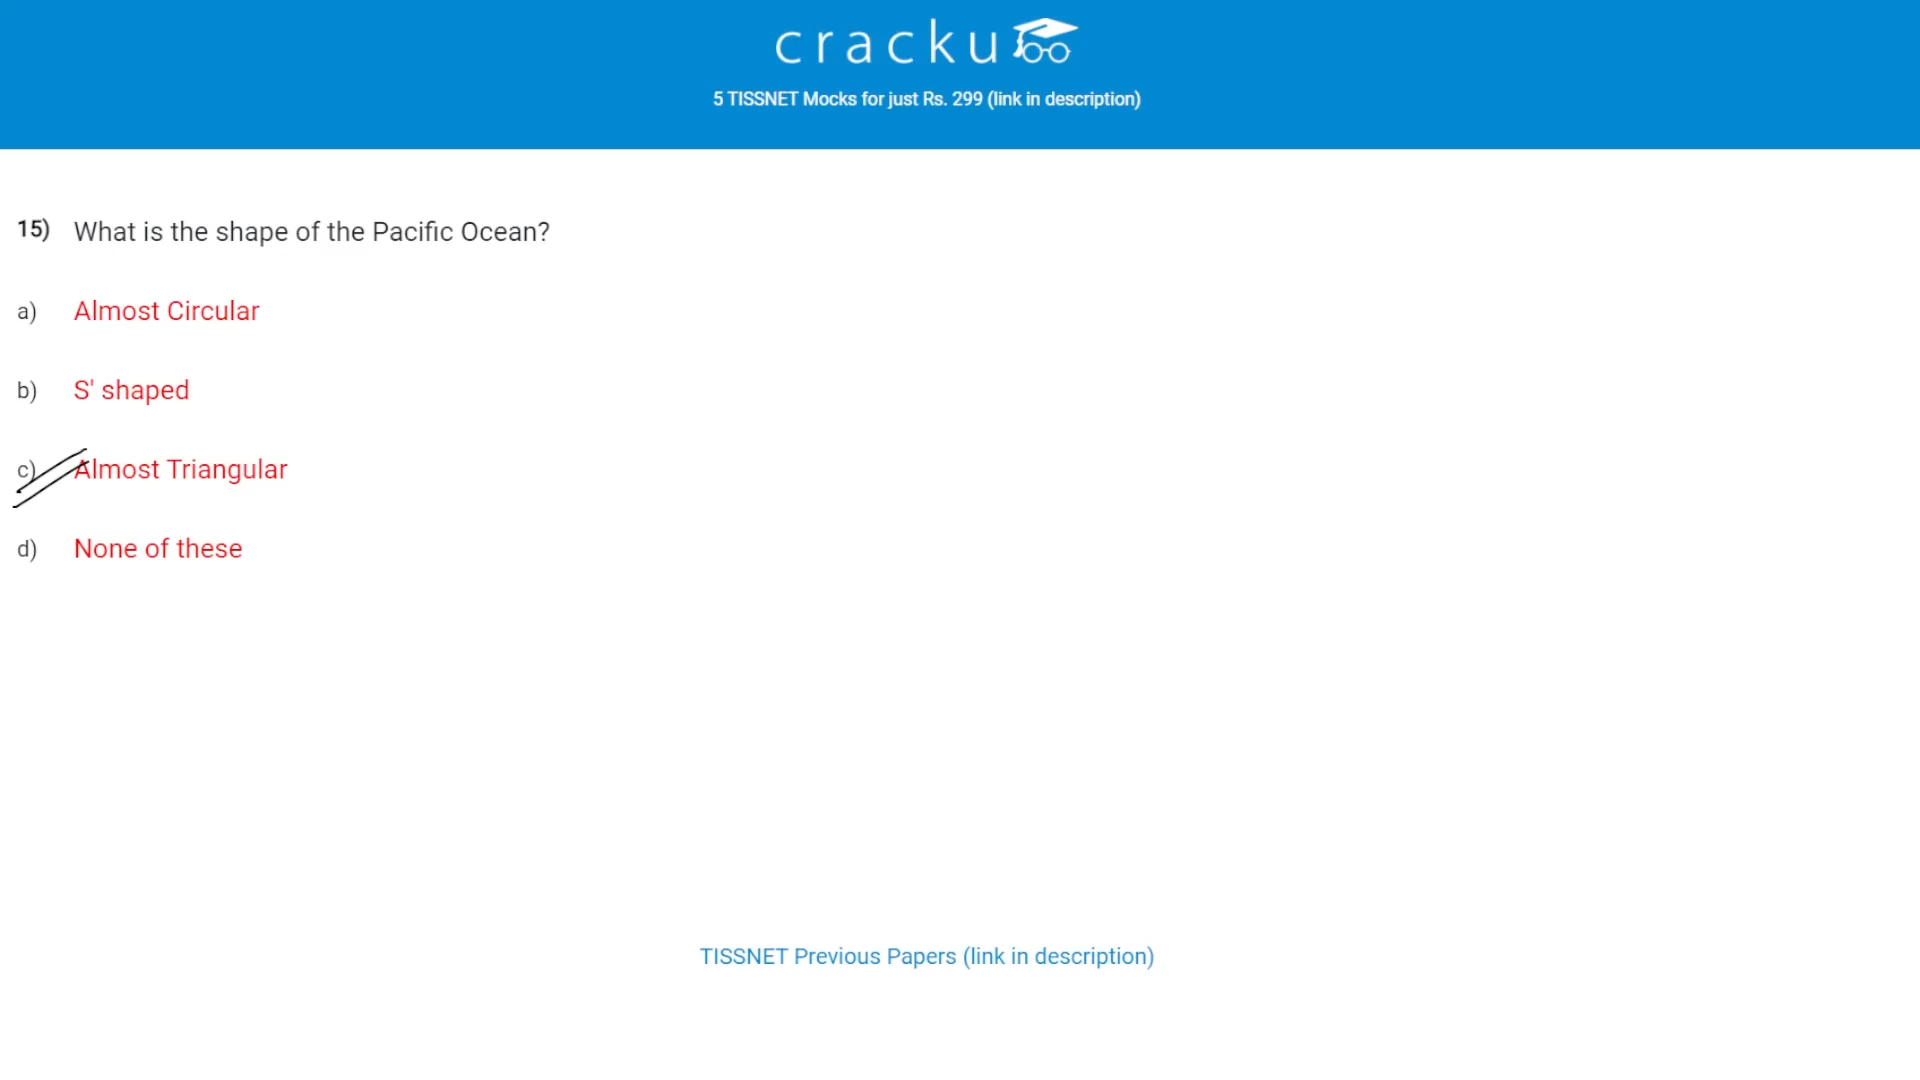 cracku
5 TISSNET Mocks for just Rs. 299 (link in description)
15) What is the shape of the Pacific Ocean?
a) Almost Circular
b) S' shaped
c) Almost Triangular
d) None of these
TISSNET Previous Papers (link in description)